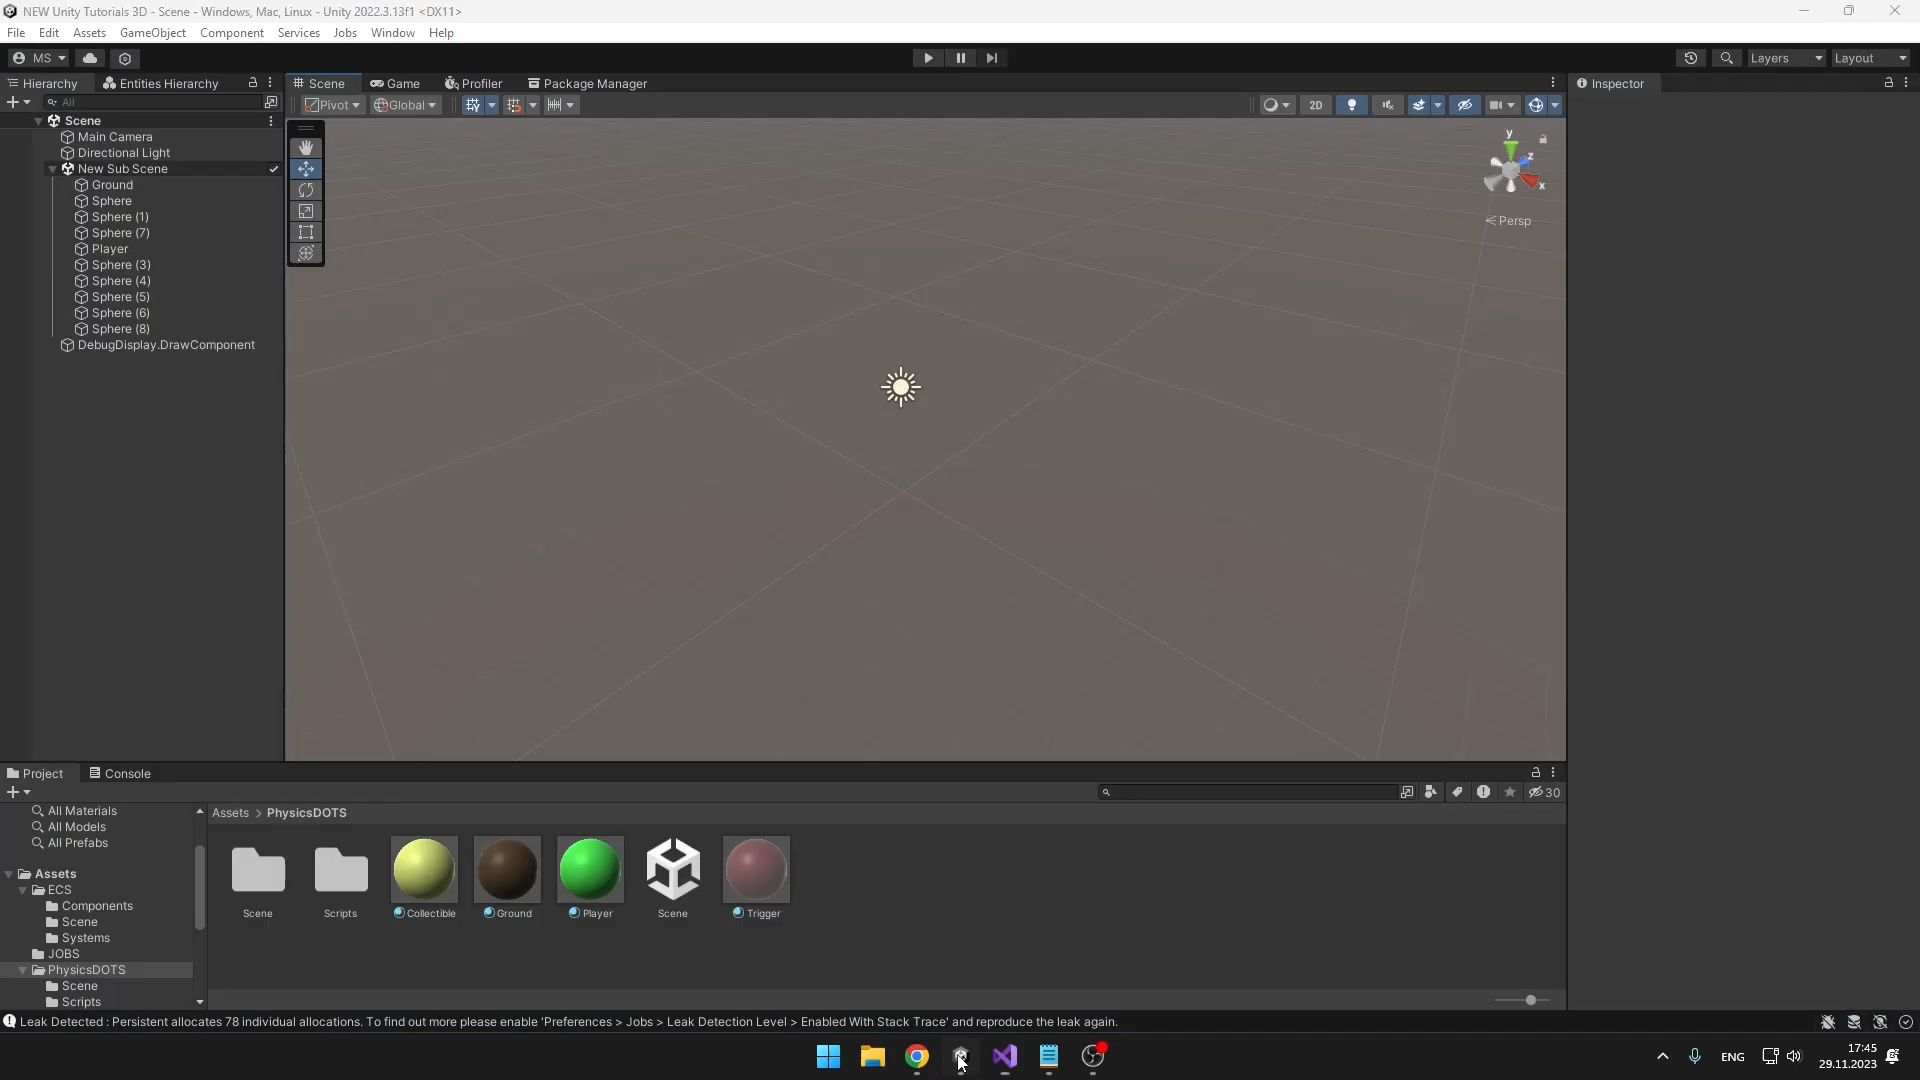 NEW Unity Tutorials 3D - Scene - Windows, Mac, Linux - Unity 2022.3.13f1 <DX11>
File Edit Assets GameObject Component Services Jobs Window Help
MS Layers Layout
Hierarchy Entities Hierarchy Scene Game Profiler Package Manager Inspector
All Pivot Global 2D
Scene
Main Camera
Directional Light
New Sub Scene
Ground
Sphere
Sphere (1)
Sphere (7)
Player
Sphere (3)
Sphere (4)
Sphere (5)
Sphere (6)
Sphere (8)
DebugDisplay.DrawComponent
y
z
x
Persp
Project Console
30
All Materials
All Models
All Prefabs
Assets
ECS
Components
Scene
Systems
JOBS
PhysicsDOTS
Scene
Scripts
Assets > PhysicsDOTS
Scene Scripts Collectible Ground Player Scene Trigger
Leak Detected : Persistent allocates 78 individual allocations. To find out more please enable 'Preferences > Jobs > Leak Detection Level > Enabled With Stack Trace' and reproduce the leak again.
ENG
17:45
29.11.2023